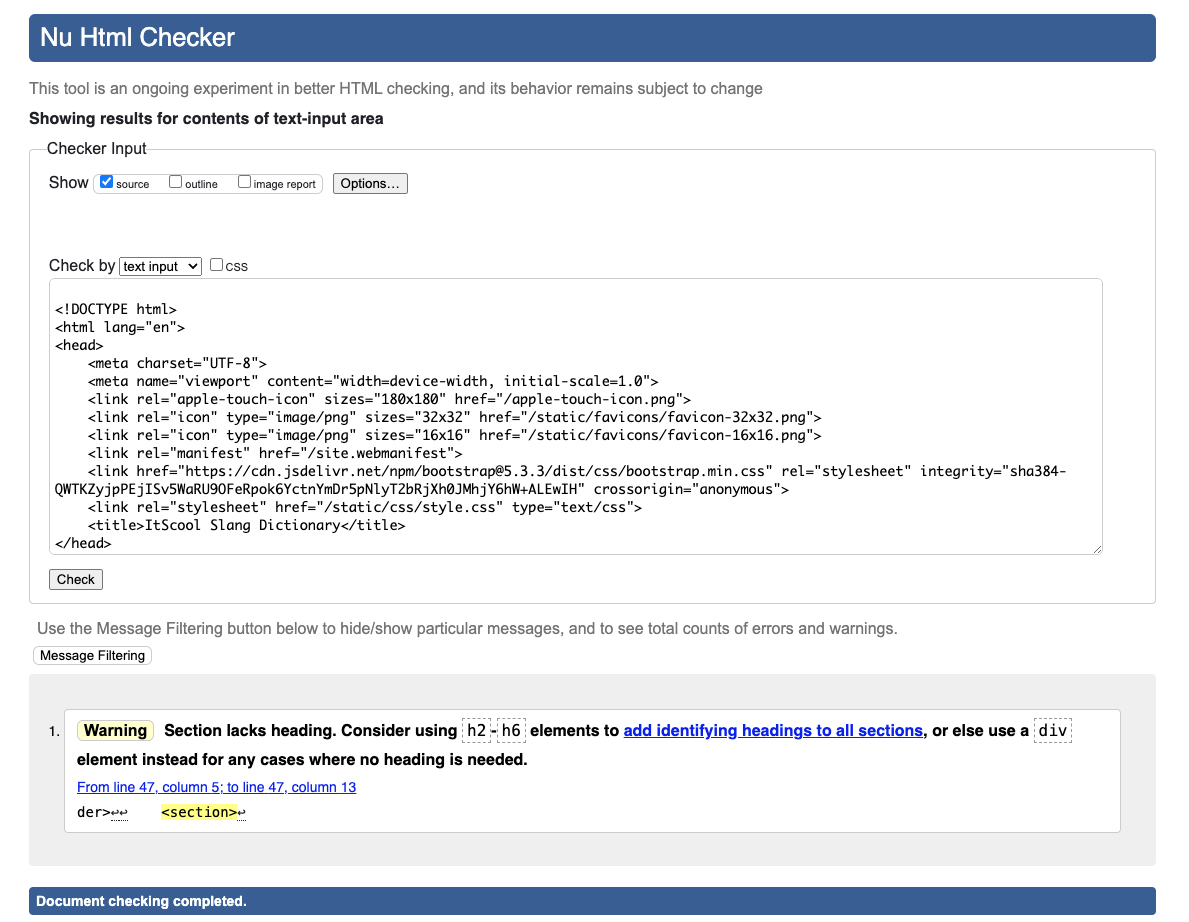 Nu Html Checker
This tool is an ongoing experiment in better HTML checking, and its behavior remains subject to change
Showing results for contents of text-input area
Checker Input
Show source outline image report Options...
Check by text input CSS
<!DOCTYPE html>
<html lang="en">
<head>
    <meta charset="UTF-8">
    <meta name="viewport" content="width=device-width, initial-scale=1.0">
    <link rel="apple-touch-icon" sizes="180x180" href="/apple-touch-icon.png">
    <link rel="icon" type="image/png" sizes="32x32" href="/static/favicons/favicon-32x32.png">
    <link rel="icon" type="image/png" sizes="16x16" href="/static/favicons/favicon-16x16.png">
    <link rel="manifest" href="/site.webmanifest">
    <link href="https://cdn.jsdelivr.net/npm/bootstrap@5.3.3/dist/css/bootstrap.min.css" rel="stylesheet" integrity="sha384-
QWTKZyjpPEjISv5WaRU9OFeRpok6YctnYmDr5pNlyT2bRjXh0JMhjY6hW+ALEwIH" crossorigin="anonymous">
    <link rel="stylesheet" href="/static/css/style.css" type="text/css">
    <title>ItScool Slang Dictionary</title>
</head>
Check
Use the Message Filtering button below to hide/show particular messages, and to see total counts of errors and warnings.
Message Filtering
1. Warning Section lacks heading. Consider using h2-h6 elements to add identifying headings to all sections, or else use a div
element instead for any cases where no heading is needed.
From line 47, column 5; to line 47, column 13
der>↩↩    <section>↩
Document checking completed.